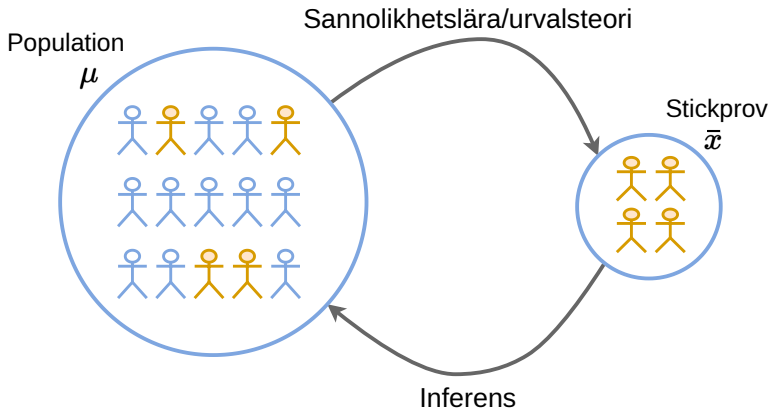 Sannolikhetslära/urvalsteori
Population
μ
Stickprov
x̄
Inferens